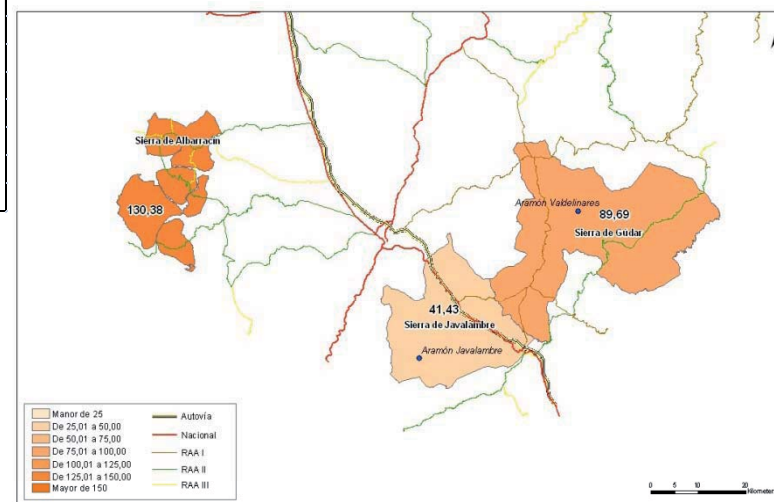 Sierra de Albarracín
130,38
Aramón Valdelinares
89,69
Sierra de Gúdar
41,43
Sierra de Javalambre
Aramón Javalambre
Manor de 25
De 25,01 a 50,00
De 50,01 a 75,00
De 75,01 a 100,00
De 100,01 a 125,00
De 125,01 a 150,00
Mayor de 150
Autovía
Nacional
RAA I
RAA II
RAA III
0 5 10 20
Kilometer